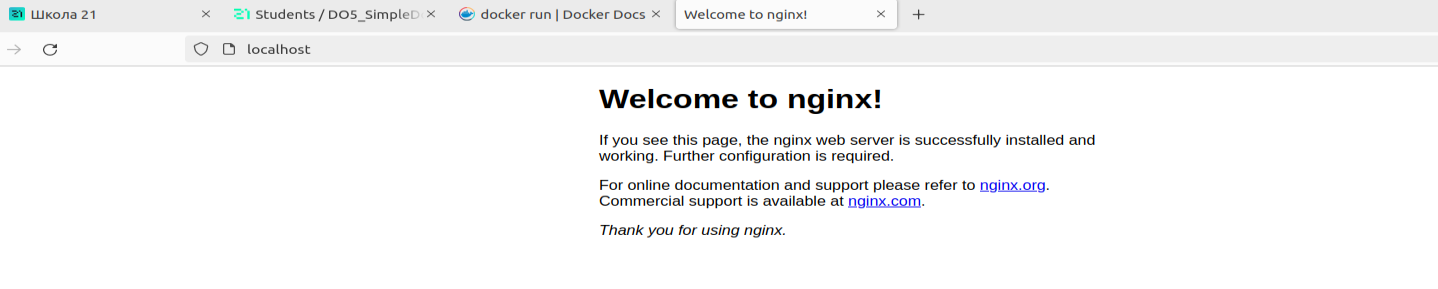 Школа 21
Students / DO5_SimpleD
docker run | Docker Docs
Welcome to nginx!
localhost
Welcome to nginx!
If you see this page, the nginx web server is successfully installed and
working. Further configuration is required.
For online documentation and support please refer to nginx.org.
Commercial support is available at nginx.com.
Thank you for using nginx.